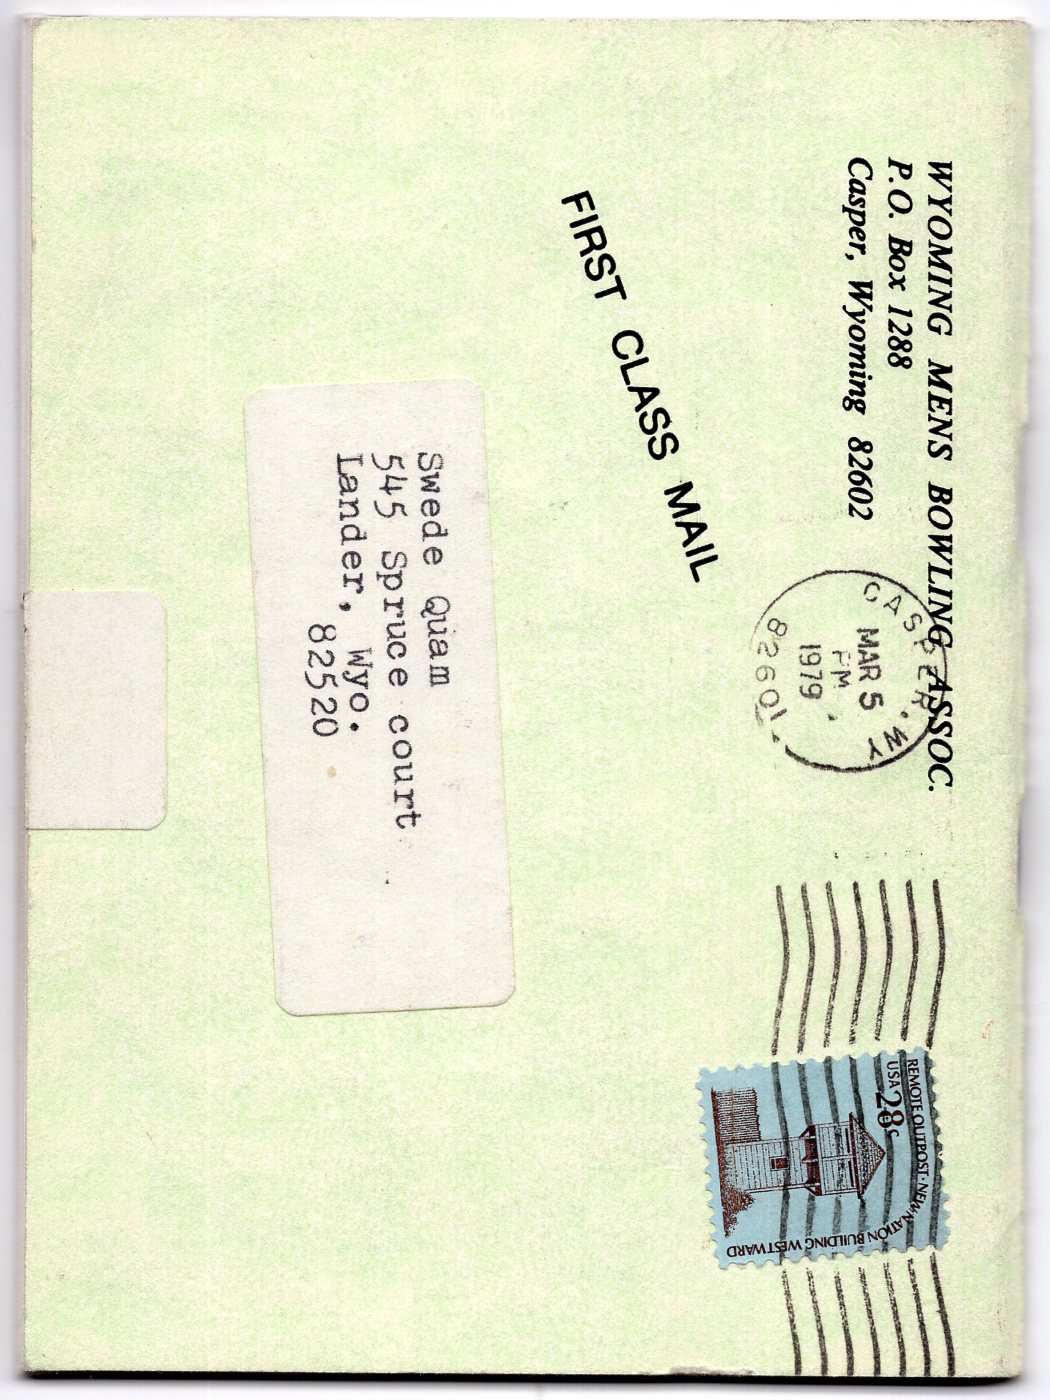 WYOMING MENS BOWLING ASSOC.
P.O. Box 1288
Casper, Wyoming 82602
CASPER, WY
MAR 5
PM
1979
82601
REMOTE OUTPOST·NEW NATION BUILDING WESTWARD
USA 28c
FIRST CLASS MAIL
Swede Quam
545 Spruce court
Lander, Wyo.
82520